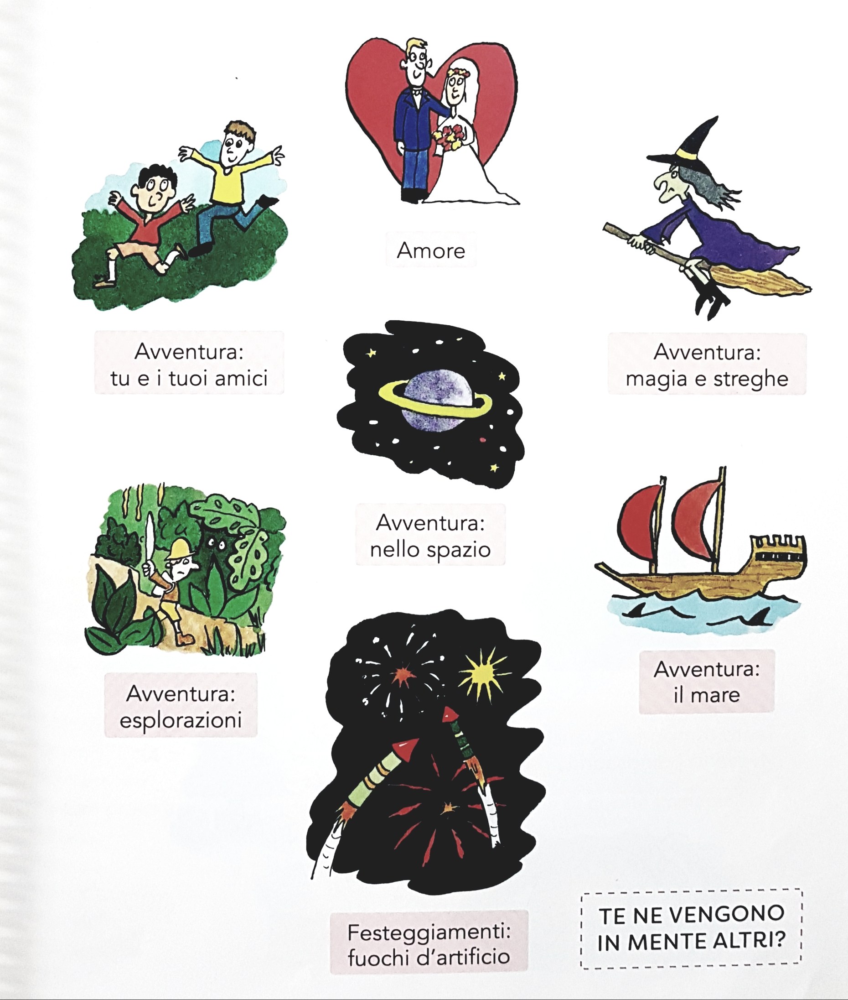 Amore
Avventura:
tu e i tuoi amici
Avventura:
magia e streghe
Avventura:
nello spazio
Avventura:
esplorazioni
Avventura:
il mare
Festeggiamenti:
fuochi d'artificio
TE NE VENGONO
IN MENTE ALTRI?